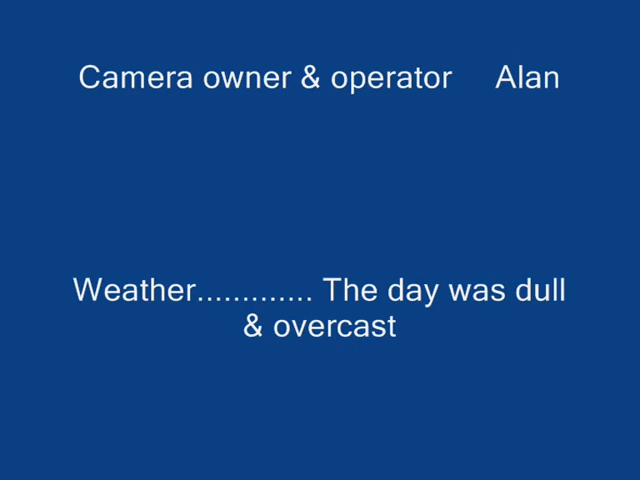 Camera owner & operator Alan
Weather............. The day was dull
& overcast